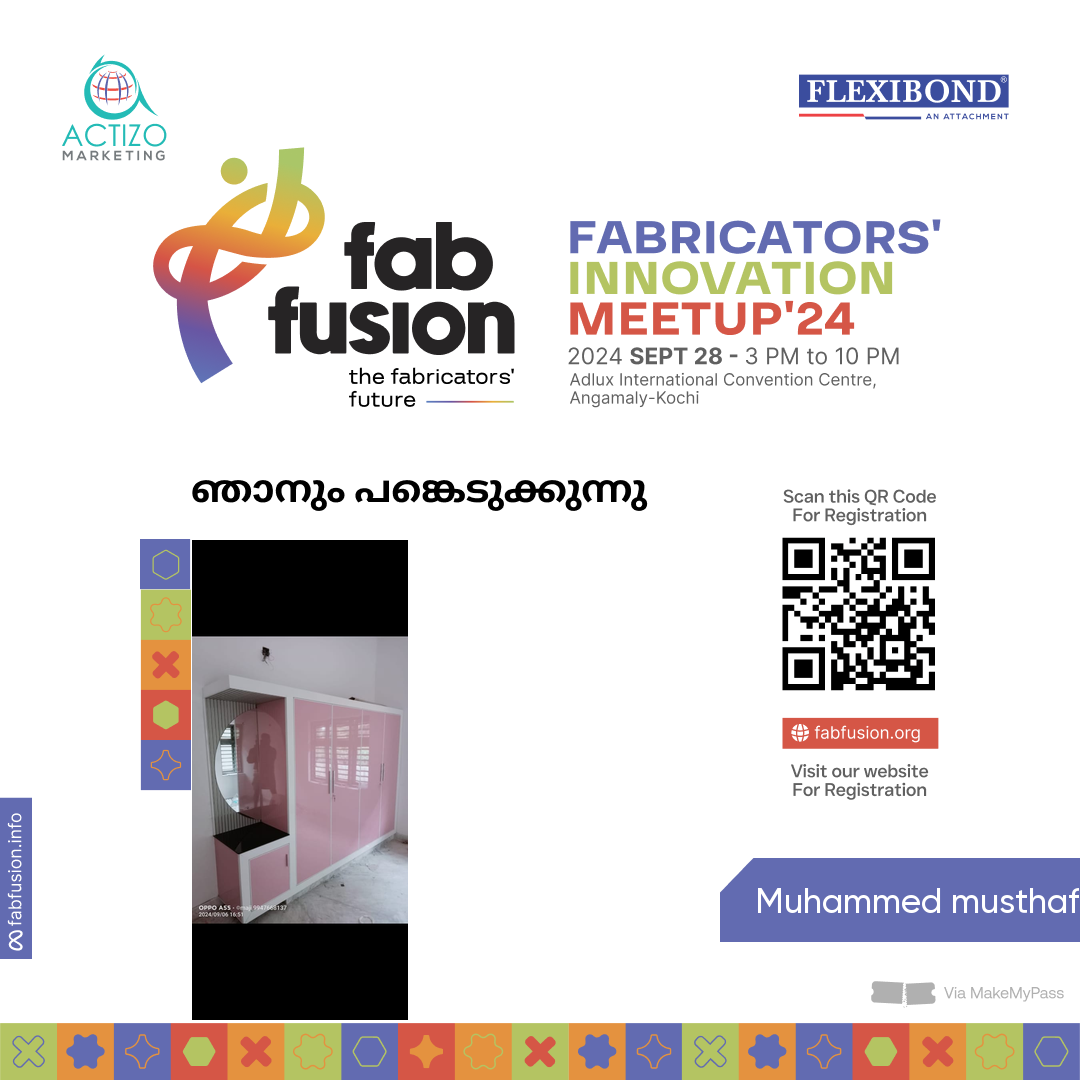 ACTIZO
MARKETING
FLEXIBOND®
AN ATTACHMENT
fab
fusion
the fabricators'
future
FABRICATORS'
INNOVATION
MEETUP'24
2024 SEPT 28 - 3 PM to 10 PM
Adlux International Convention Centre,
Angamaly-Kochi
ഞാനും പങ്കെടുക്കുന്നു
Scan this QR Code
For Registration
fabfusion.org
Visit our website
For Registration
OPPO A5S
2024/09/06 16:51
fabfusion.info
Muhammed musthaf
Via MakeMyPass